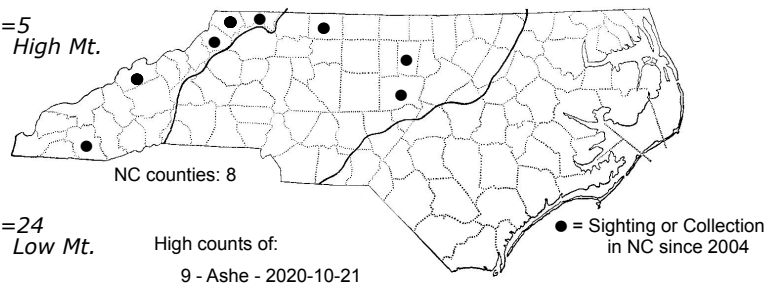 =5
High Mt.
NC counties: 8
=24
Low Mt.
High counts of:
9 - Ashe - 2020-10-21
● = Sighting or Collection
in NC since 2004